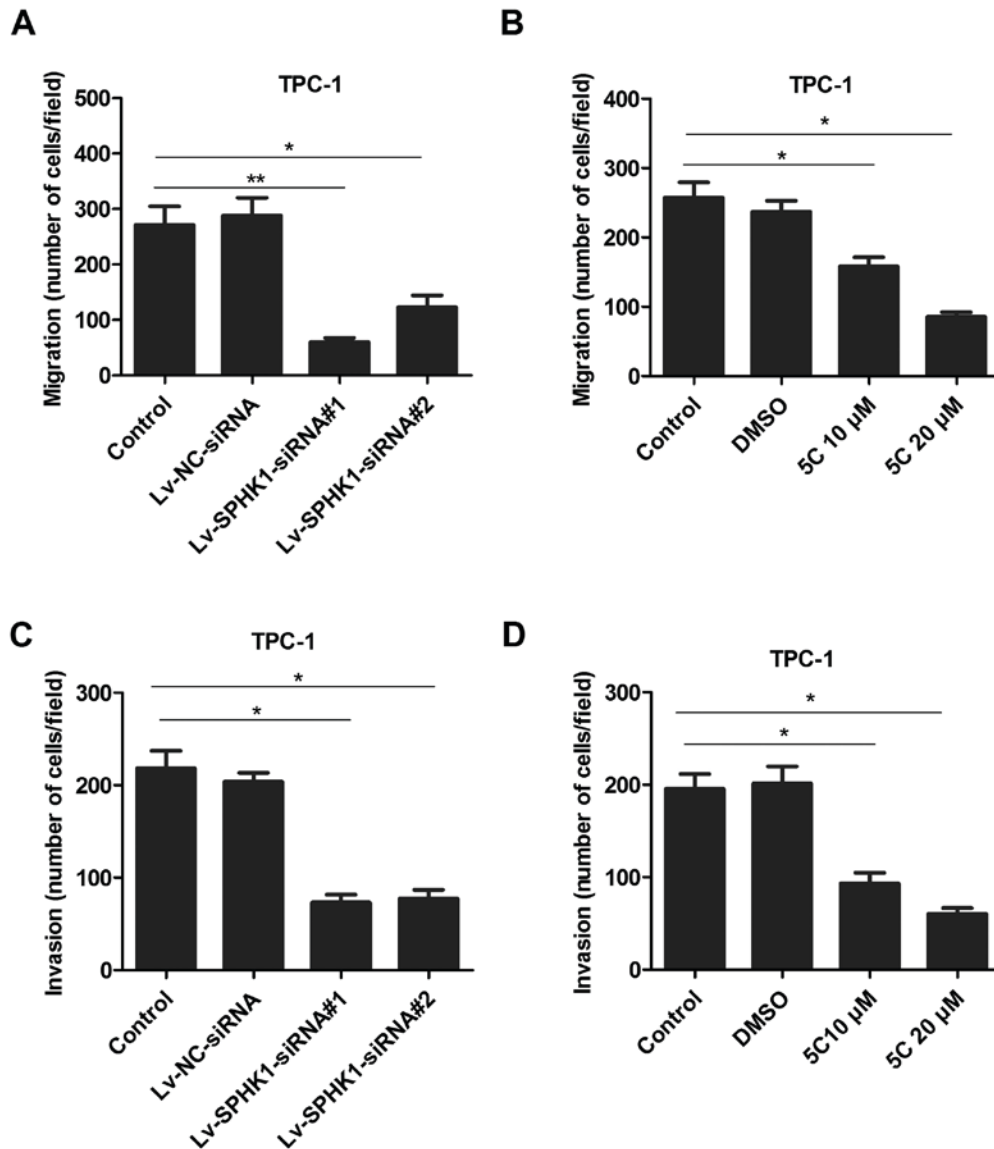 A
TPC-1
Migration (number of cells/field)
500
400
300
200
100
0
*
**
Control
Lv-NC-siRNA
Lv-SPHK1-siRNA#1
Lv-SPHK1-siRNA#2
B
TPC-1
Migration (number of cells/field)
400
300
200
100
0
*
*
Control
DMSO
5C 10 µM
5C 20 µM
C
TPC-1
Invasion (number of cells/field)
300
200
100
0
*
*
Control
Lv-NC-siRNA
Lv-SPHK1-siRNA#1
Lv-SPHK1-siRNA#2
D
TPC-1
Invasion (number of cells/field)
300
200
100
0
*
*
Control
DMSO
5C10 µM
5C 20 µM